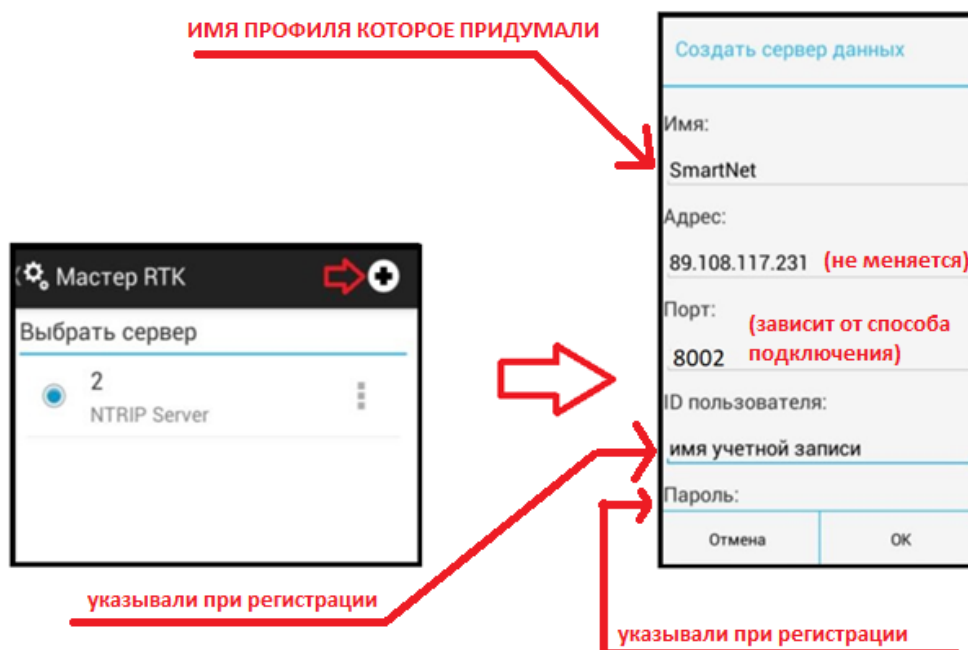 ИМЯ ПРОФИЛЯ КОТОРОЕ ПРИДУМАЛИ
Создать сервер данных
Имя:
SmartNet
Адрес:
89.108.117.231 (не меняется)
Порт:
(зависит от способа
8002 подключения)
ID пользователя:
имя учетной записи
Пароль:
Отмена
ОК
Мастер RTK
Выбрать сервер
2
NTRIP Server
указывали при регистрации
указывали при регистрации